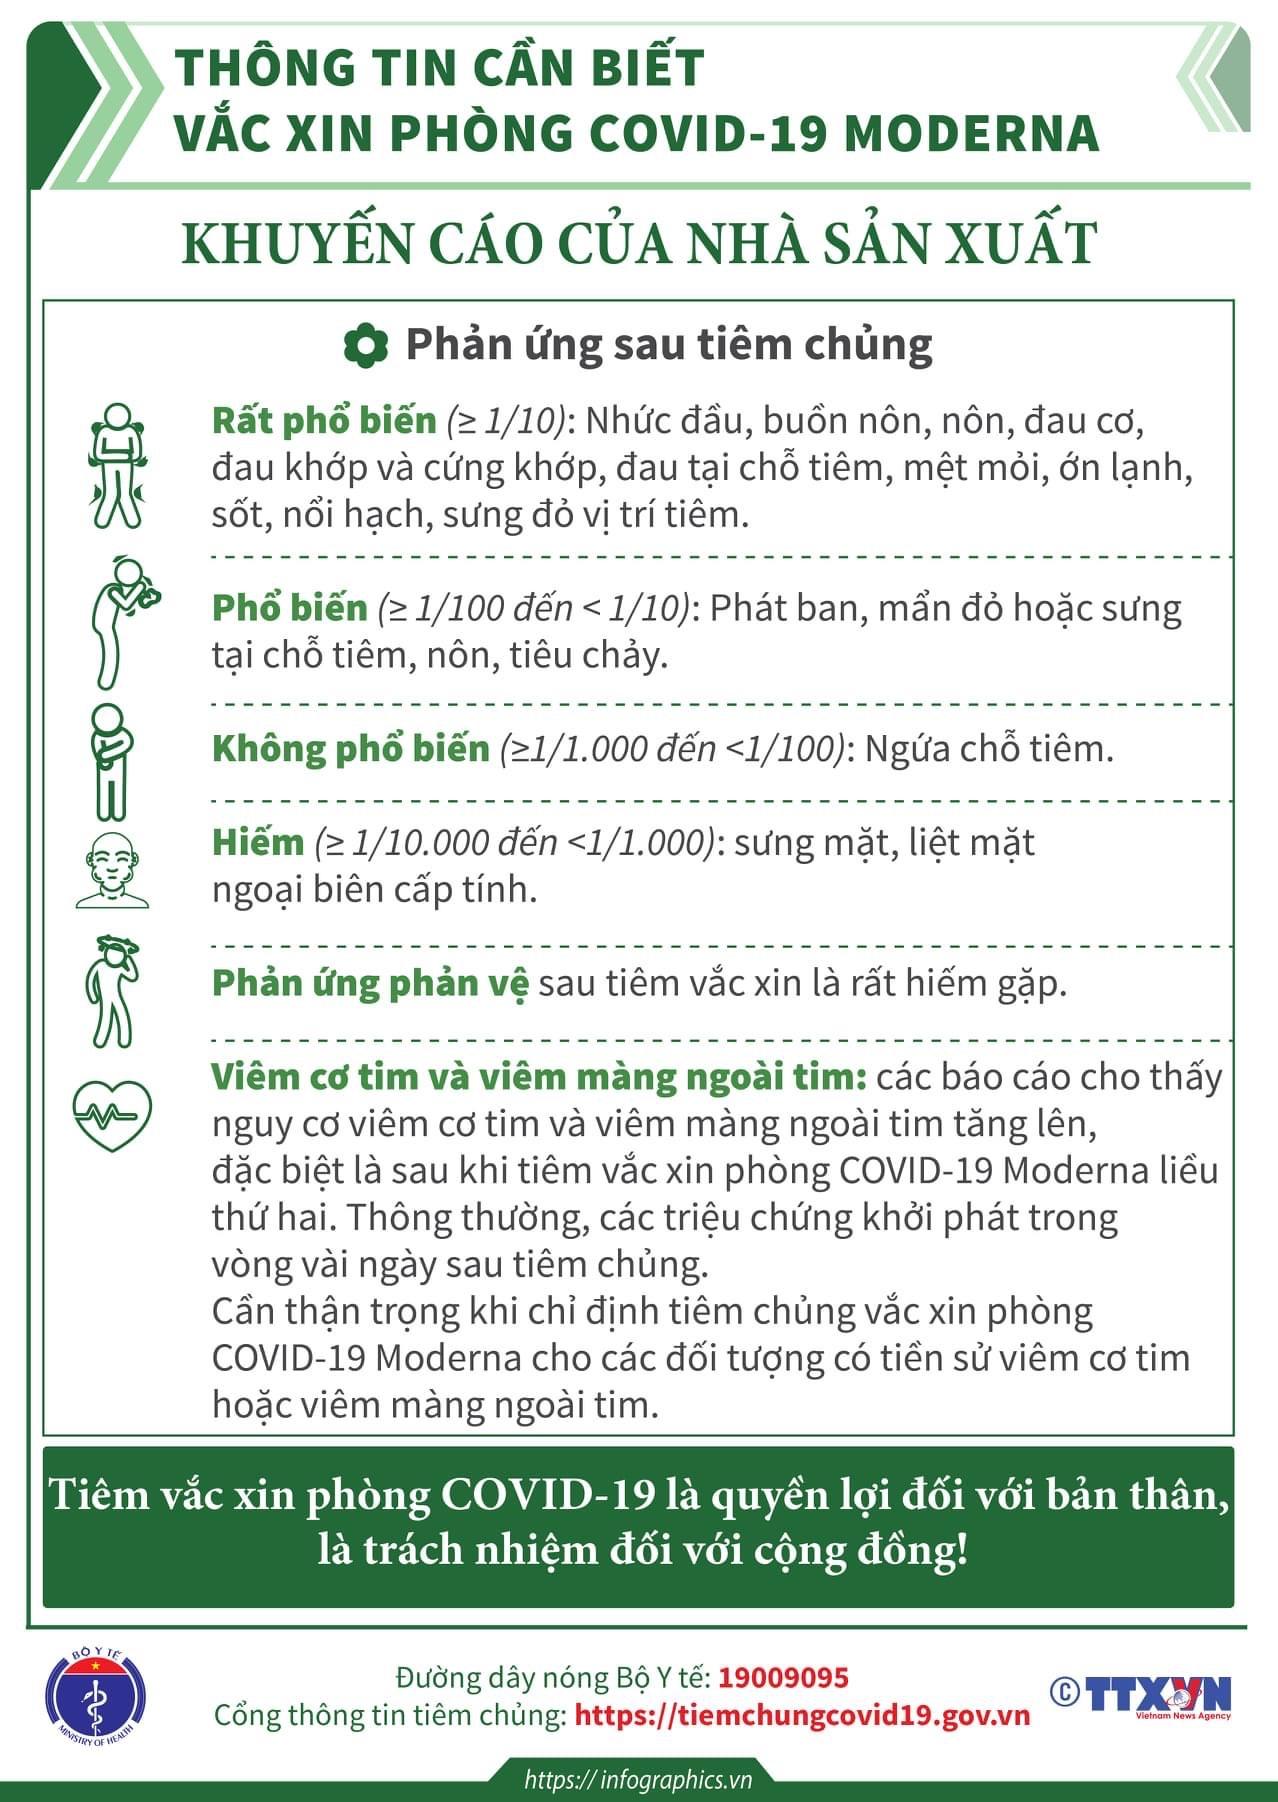 THÔNG TIN CẦN BIẾT
VẮC XIN PHÒNG COVID-19 MODERNA
KHUYẾN CÁO CỦA NHÀ SẢN XUẤT
Phản ứng sau tiêm chủng
Rất phổ biến (≥ 1/10): Nhức đầu, buồn nôn, nôn, đau cơ,
đau khớp và cứng khớp, đau tại chỗ tiêm, mệt mỏi, ớn lạnh,
sốt, nổi hạch, sưng đỏ vị trí tiêm.
Phổ biến (≥ 1/100 đến < 1/10): Phát ban, mẩn đỏ hoặc sưng
tại chỗ tiêm, nôn, tiêu chảy.
Không phổ biến (≥1/1.000 đến <1/100): Ngứa chỗ tiêm.
Hiếm (≥ 1/10.000 đến <1/1.000): sưng mặt, liệt mặt
ngoại biên cấp tính.
Phản ứng phản vệ sau tiêm vắc xin là rất hiếm gặp.
Viêm cơ tim và viêm màng ngoài tim: các báo cáo cho thấy
nguy cơ viêm cơ tim và viêm màng ngoài tim tăng lên,
đặc biệt là sau khi tiêm vắc xin phòng COVID-19 Moderna liều
thứ hai. Thông thường, các triệu chứng khởi phát trong
vòng vài ngày sau tiêm chủng.
Cần thận trọng khi chỉ định tiêm chủng vắc xin phòng
COVID-19 Moderna cho các đối tượng có tiền sử viêm cơ tim
hoặc viêm màng ngoài tim.
Tiêm vắc xin phòng COVID-19 là quyền lợi đối với bản thân,
là trách nhiệm đối với cộng đồng!
BỘ Y TẾ
MINISTRY OF HEALTH
Đường dây nóng Bộ Y tế: 19009095
Cổng thông tin tiêm chủng: https://tiemchungcovid19.gov.vn
© TTXVN
Vietnam News Agency
https:// infographics.vn